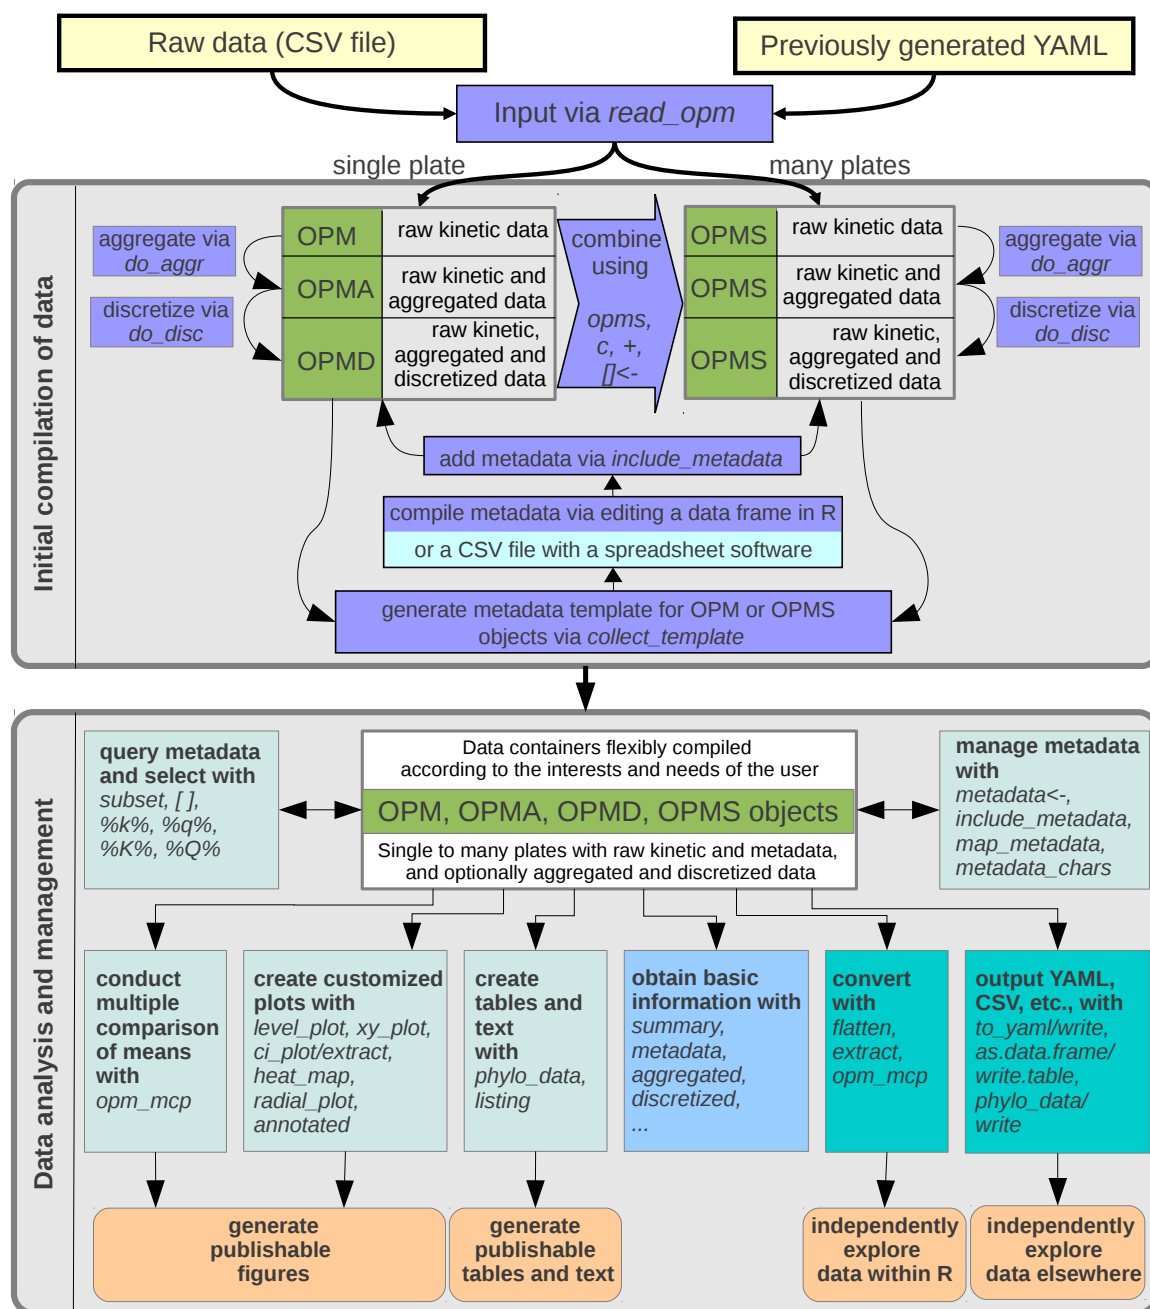 Raw data (CSV file)
Previously generated YAML
Input via read_opm
single plate
many plates
Initial compilation of data
aggregate via
do_aggr
discretize via
do_disc
OPM
raw kinetic data
OPMA
raw kinetic and
aggregated data
OPMD
raw kinetic,
aggregated and
discretized data
combine
using
opms,
c, +,
[]<-
OPMS
raw kinetic data
OPMS
raw kinetic and
aggregated data
OPMS
raw kinetic,
aggregated and
discretized data
aggregate via
do_aggr
discretize via
do_disc
add metadata via include_metadata
compile metadata via editing a data frame in R
or a CSV file with a spreadsheet software
generate metadata template for OPM or OPMS
objects via collect_template
Data analysis and management
query metadata
and select with
subset, [ ],
%k%, %q%,
%K%, %Q%
Data containers flexibly compiled
according to the interests and needs of the user
OPM, OPMA, OPMD, OPMS objects
Single to many plates with raw kinetic and metadata,
and optionally aggregated and discretized data
manage metadata
with
metadata<-,
include_metadata,
map_metadata,
metadata_chars
conduct
multiple
comparison
of means
with
opm_mcp
create customized
plots with
level_plot, xy_plot,
ci_plot/extract,
heat_map,
radial_plot,
annotated
create
tables and
text
with
phylo_data,
listing
obtain basic
information with
summary,
metadata,
aggregated,
discretized,
...
convert
with
flatten,
extract,
opm_mcp
output YAML,
CSV, etc., with
to_yaml/write,
as.data.frame/
write.table,
phylo_data/
write
generate
publishable
figures
generate
publishable
tables and text
independently
explore
data within R
independently
explore
data elsewhere